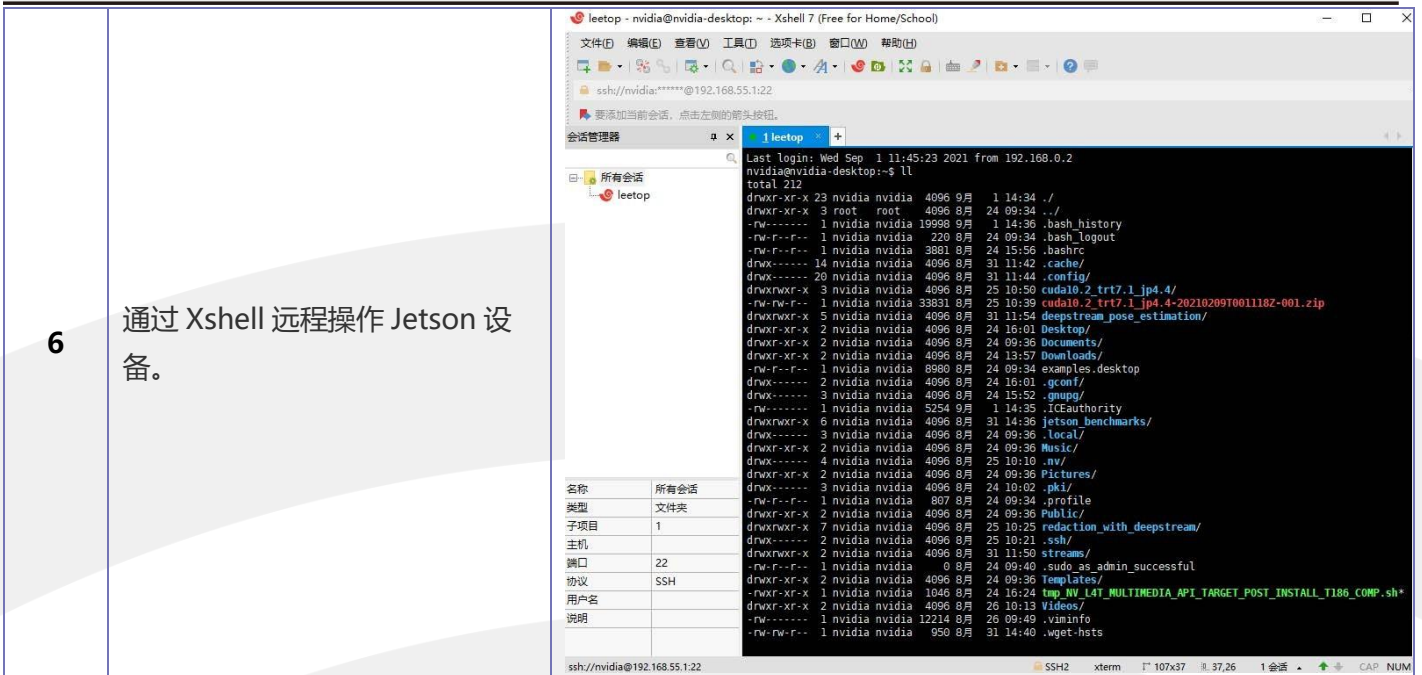 6
通过 Xshell 远程操作 Jetson 设
备。
leetop - nvidia@nvidia-desktop: ~ - Xshell 7 (Free for Home/School)
文件(F) 编辑(E) 查看(V) 工具(T) 选项卡(B) 窗口(W) 帮助(H)
ssh://nvidia:******@192.168.55.1:22
要添加当前会话，点击左侧的箭头按钮。
会话管理器
1 leetop
所有会话
leetop
名称 所有会话
类型 文件夹
子项目 1
主机
端口 22
协议 SSH
用户名
说明
Last login: Wed Sep  1 11:45:23 2021 from 192.168.0.2
nvidia@nvidia-desktop:~$ ll
total 212
drwxr-xr-x 23 nvidia nvidia  4096 9月   1 14:34 ./
drwxr-xr-x  3 root   root    4096 8月  24 09:34 ../
-rw-------  1 nvidia nvidia 19998 9月   1 14:36 .bash_history
-rw-r--r--  1 nvidia nvidia   220 8月  24 09:34 .bash_logout
-rw-r--r--  1 nvidia nvidia  3881 8月  24 15:56 .bashrc
drwx------ 14 nvidia nvidia  4096 8月  31 11:42 .cache/
drwx------ 20 nvidia nvidia  4096 8月  31 11:44 .config/
drwxrwxr-x  3 nvidia nvidia  4096 8月  25 10:50 cuda10.2_trt7.1_jp4.4/
-rw-rw-r--  1 nvidia nvidia 33831 8月  25 10:39 cuda10.2_trt7.1_jp4.4-20210209T001118Z-001.zip
drwxrwxr-x  5 nvidia nvidia  4096 8月  31 11:54 deepstream_pose_estimation/
drwxr-xr-x  2 nvidia nvidia  4096 8月  24 16:01 Desktop/
drwxr-xr-x  2 nvidia nvidia  4096 8月  24 09:36 Documents/
drwxr-xr-x  2 nvidia nvidia  4096 8月  24 13:57 Downloads/
-rw-r--r--  1 nvidia nvidia  8980 8月  24 09:34 examples.desktop
drwx------  2 nvidia nvidia  4096 8月  24 16:01 .gconf/
drwx------  3 nvidia nvidia  4096 8月  24 15:52 .gnupg/
-rw-------  1 nvidia nvidia  5254 9月   1 14:35 .ICEauthority
drwxrwxr-x  6 nvidia nvidia  4096 8月  31 14:36 jetson_benchmarks/
drwx------  3 nvidia nvidia  4096 8月  24 09:36 .local/
drwxr-xr-x  2 nvidia nvidia  4096 8月  24 09:36 Music/
drwx------  4 nvidia nvidia  4096 8月  25 10:10 .nv/
drwxr-xr-x  2 nvidia nvidia  4096 8月  24 09:36 Pictures/
drwx------  3 nvidia nvidia  4096 8月  24 10:02 .pki/
-rw-r--r--  1 nvidia nvidia   807 8月  24 09:34 .profile
drwxr-xr-x  2 nvidia nvidia  4096 8月  24 09:36 Public/
drwxrwxr-x  7 nvidia nvidia  4096 8月  25 10:25 redaction_with_deepstream/
drwx------  2 nvidia nvidia  4096 8月  25 10:21 .ssh/
drwxrwxr-x  2 nvidia nvidia  4096 8月  31 11:50 streams/
-rw-r--r--  1 nvidia nvidia     0 8月  24 09:40 .sudo_as_admin_successful
drwxr-xr-x  2 nvidia nvidia  4096 8月  24 09:36 Templates/
-rwxr-xr-x  1 nvidia nvidia  1046 8月  24 16:24 tmp_NV_L4T_MULTIMEDIA_API_TARGET_POST_INSTALL_T186_COMP.sh*
drwxr-xr-x  2 nvidia nvidia  4096 8月  26 10:13 Videos/
-rw-------  1 nvidia nvidia 12214 8月  26 09:49 .viminfo
-rw-rw-r--  1 nvidia nvidia   950 8月  31 14:40 .wget-hsts
ssh://nvidia@192.168.55.1:22 SSH2 xterm 107x37 37,26 1 会话 CAP NUM